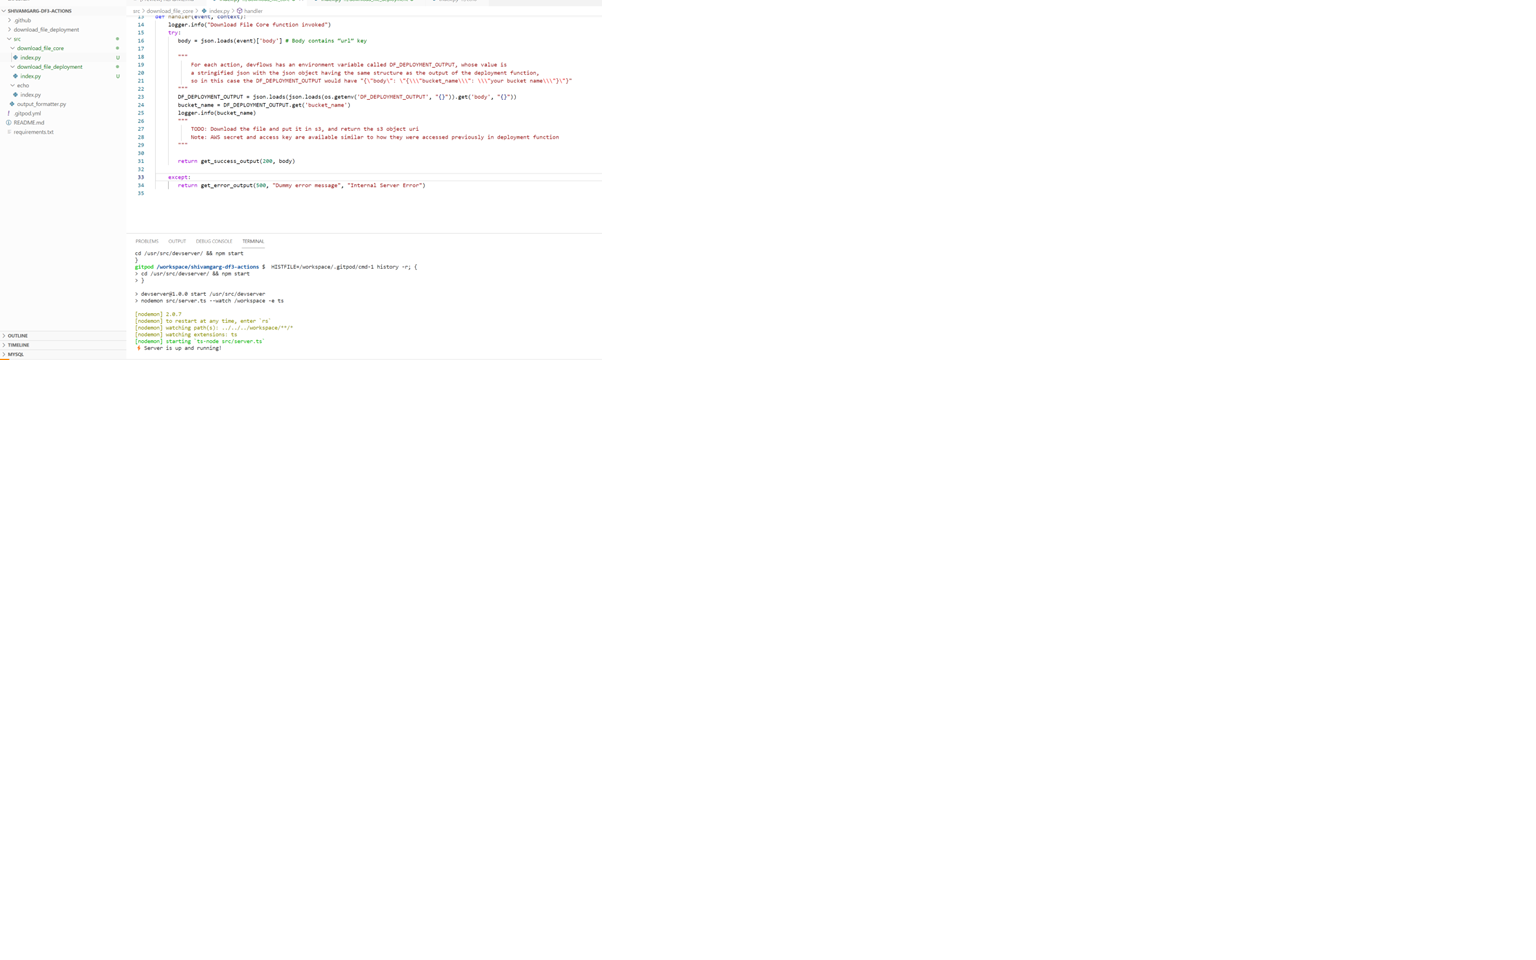 SHIVAMGARG-DF3-ACTIONS
.github
download_file_deployment
src
download_file_core
index.py
U
download_file_deployment
index.py
U
echo
index.py
output_formatter.py
.gitpod.yml
README.md
requirements.txt
OUTLINE
TIMELINE
MYSQL
src > download_file_core > index.py > handler
13 def handler(event, context):
14 logger.info("Download File Core function invoked")
15 try:
16 body = json.loads(event)['body'] # Body contains "url" key
17
18 """
19 For each action, devflows has an environment variable called DF_DEPLOYMENT_OUTPUT, whose value is
20 a stringified json with the json object having the same structure as the output of the deployment function,
21 so in this case the DF_DEPLOYMENT_OUTPUT would have "{\"body\": \"{\\\"bucket_name\\\": \\\"your bucket name\\\"}\"}"
22 """
23 DF_DEPLOYMENT_OUTPUT = json.loads(json.loads(os.getenv('DF_DEPLOYMENT_OUTPUT', "{}")).get('body', "{}"))
24 bucket_name = DF_DEPLOYMENT_OUTPUT.get('bucket_name')
25 logger.info(bucket_name)
26 """
27 TODO: Download the file and put it in s3, and return the s3 object uri
28 Note: AWS secret and access key are available similar to how they were accessed previously in deployment function
29 """
30
31 return get_success_output(200, body)
32
33 except:
34 return get_error_output(500, "Dummy error message", "Internal Server Error")
35
PROBLEMS OUTPUT DEBUG CONSOLE TERMINAL
cd /usr/src/devserver/ && npm start
}
gitpod /workspace/shivamgarg-df3-actions $ HISTFILE=/workspace/.gitpod/cmd-1 history -r; {
> cd /usr/src/devserver/ && npm start
> }
> devserver@1.0.0 start /usr/src/devserver
> nodemon src/server.ts --watch /workspace -e ts
[nodemon] 2.0.7
[nodemon] to restart at any time, enter `rs`
[nodemon] watching path(s): ../../../workspace/**/*
[nodemon] watching extensions: ts
[nodemon] starting `ts-node src/server.ts`
Server is up and running!